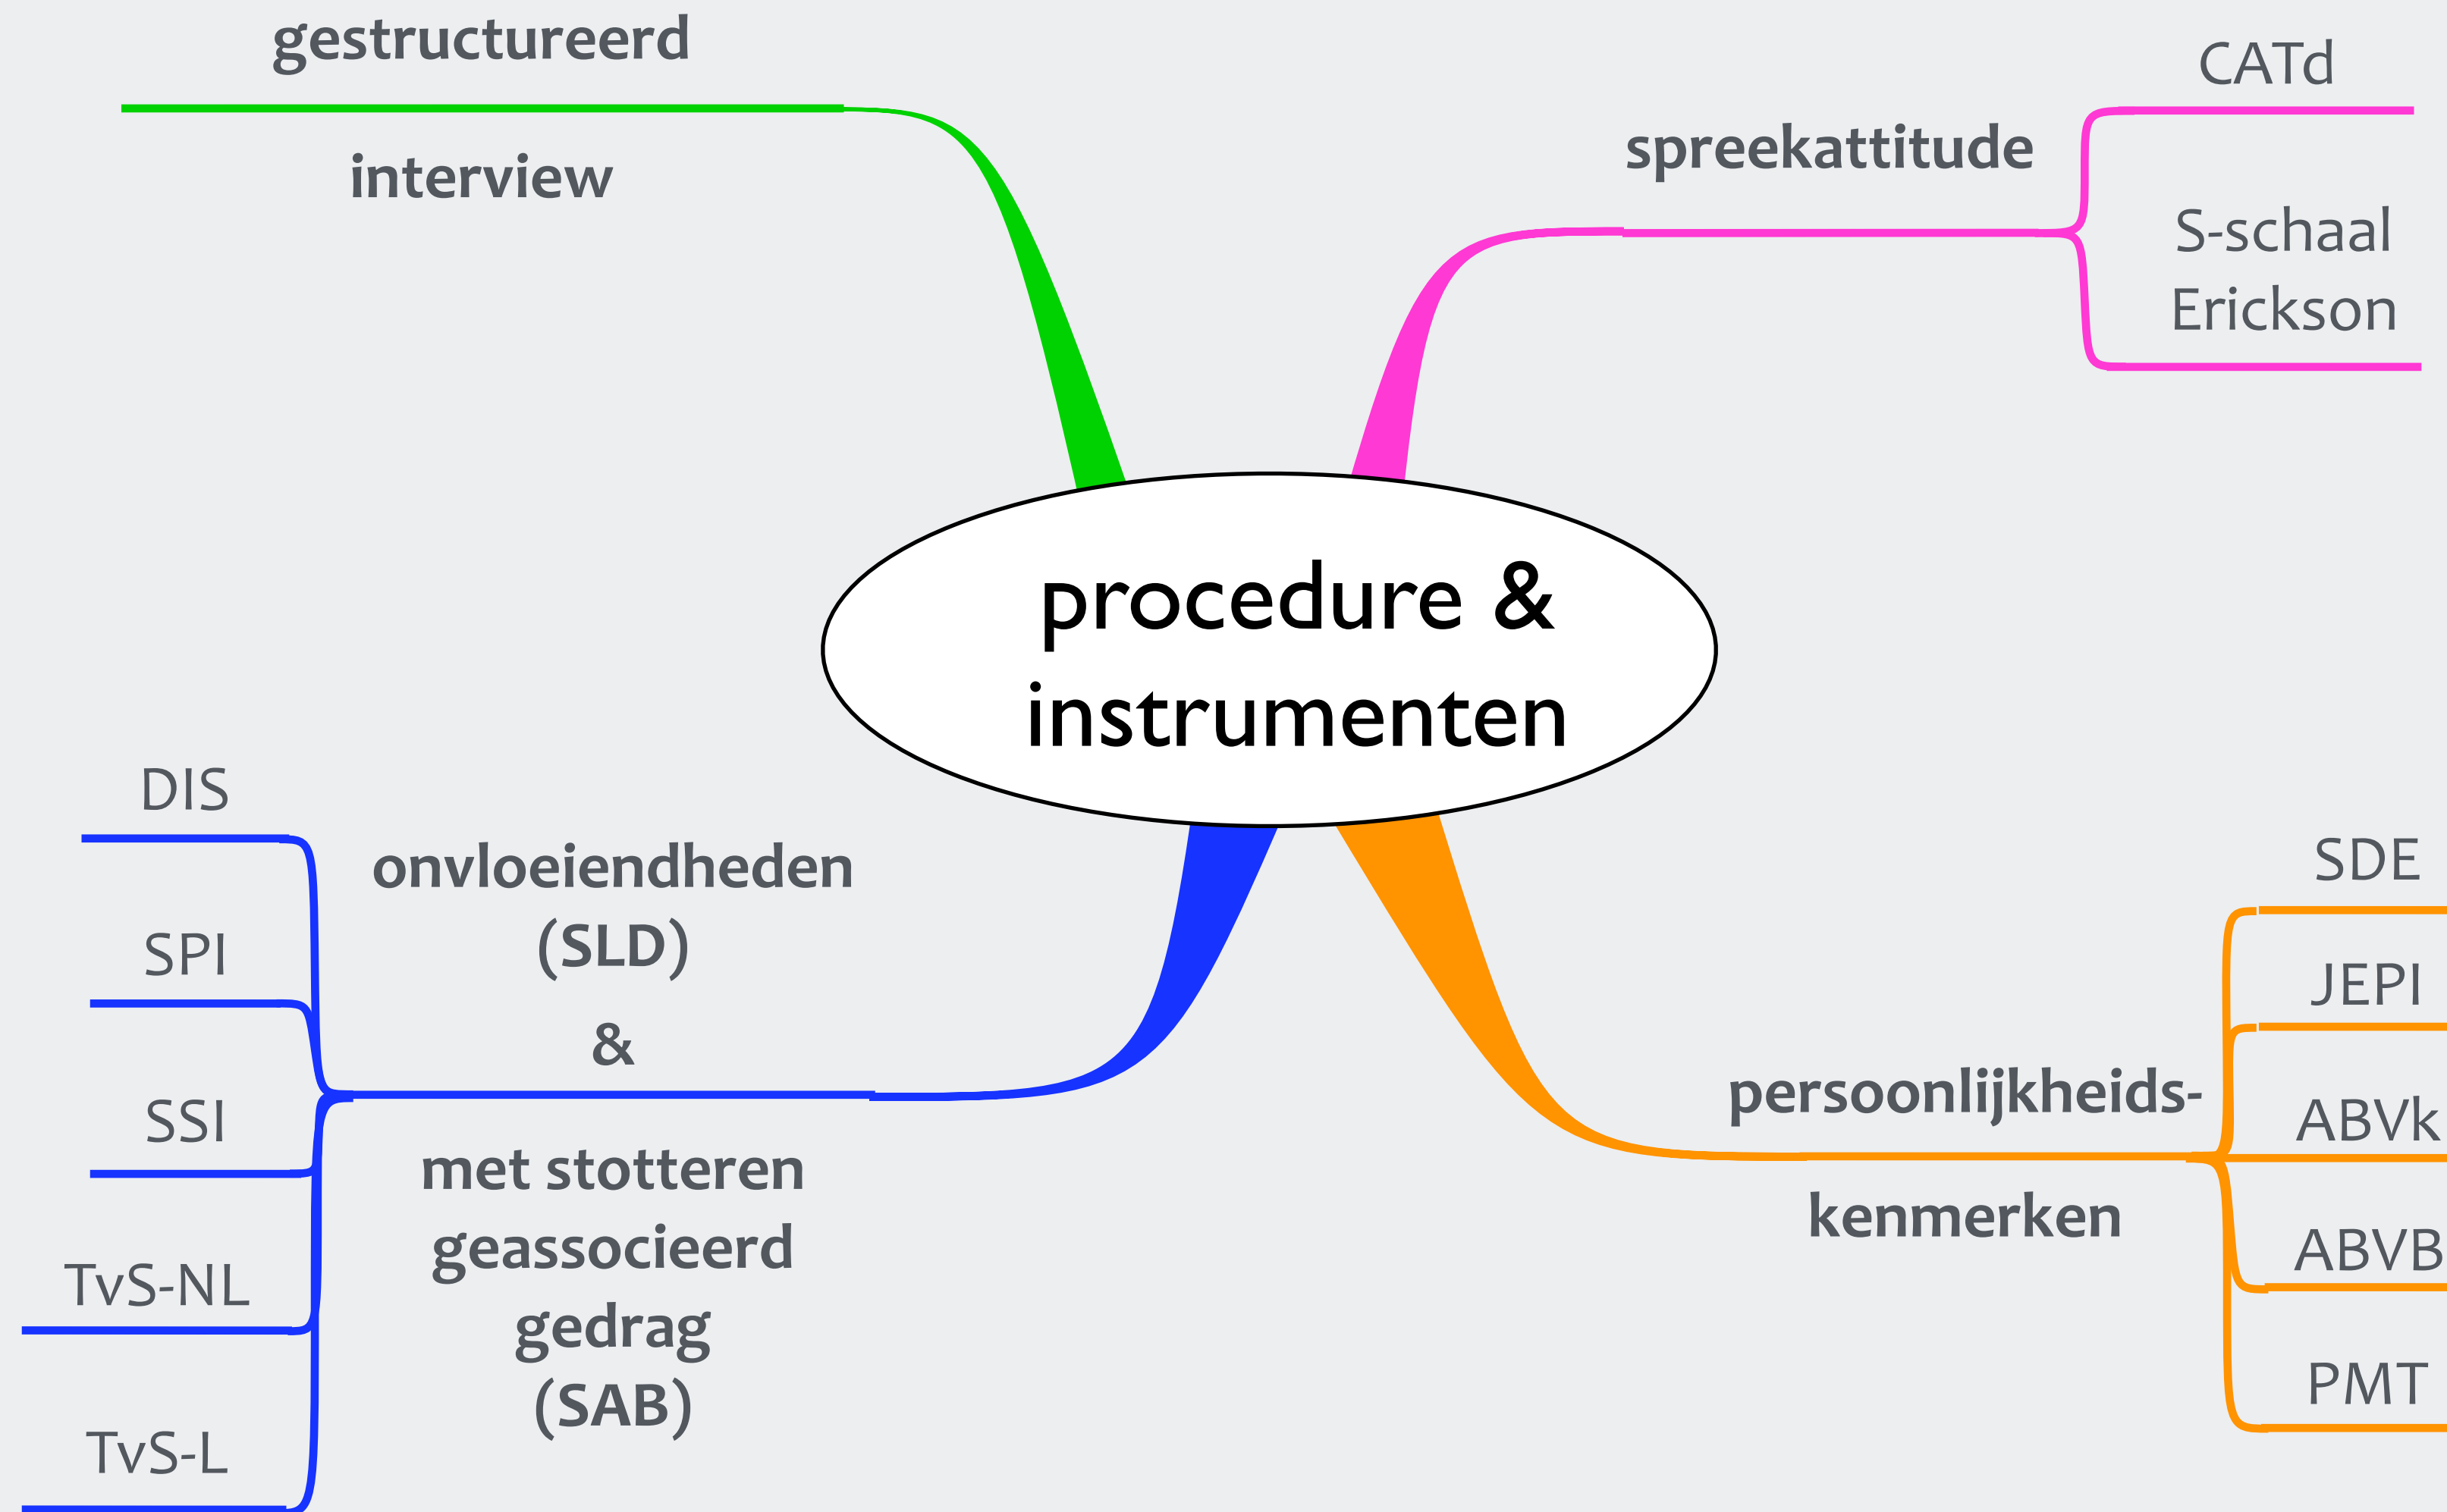 gestructureerd
interview
CATd
spreekattitude
S-schaal
Erickson
procedure &
instrumenten
DIS
SPI
SSI
TvS-NL
TvS-L
onvloeiendheden
(SLD)
&
met stotteren
geassocieerd
gedrag
(SAB)
persoonlijkheids-
kenmerken
SDE
JEPI
ABVk
ABVB
PMT